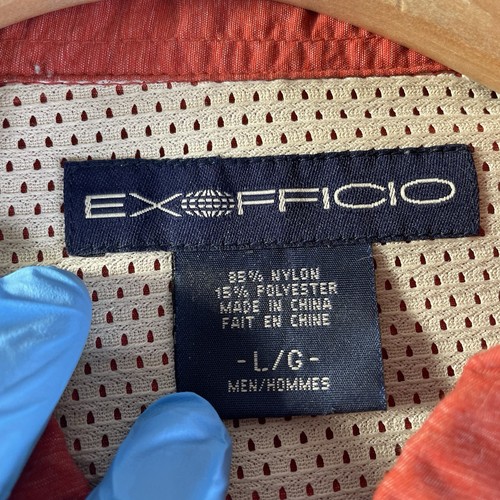 EXOFFICIO
85% NYLON
15% POLYESTER
MADE IN CHINA
FAIT EN CHINE
-L/G-
MEN/HOMMES